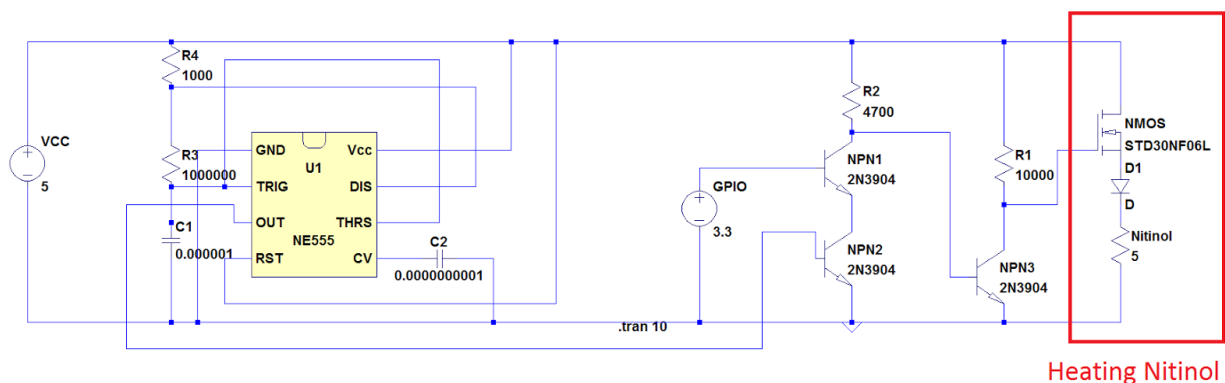 R4
1000
VCC
5
R3
1000000
C1
0.000001
GND
TRIG
OUT
RST
U1
NE555
Vcc
DIS
THRS
CV
C2
0.0000000001
.tran 10
GPIO
3.3
R2
4700
NPN1
2N3904
NPN2
2N3904
R1
10000
NPN3
2N3904
NMOS
STD30NF06L
D1
D
Nitinol
5
Heating Nitinol